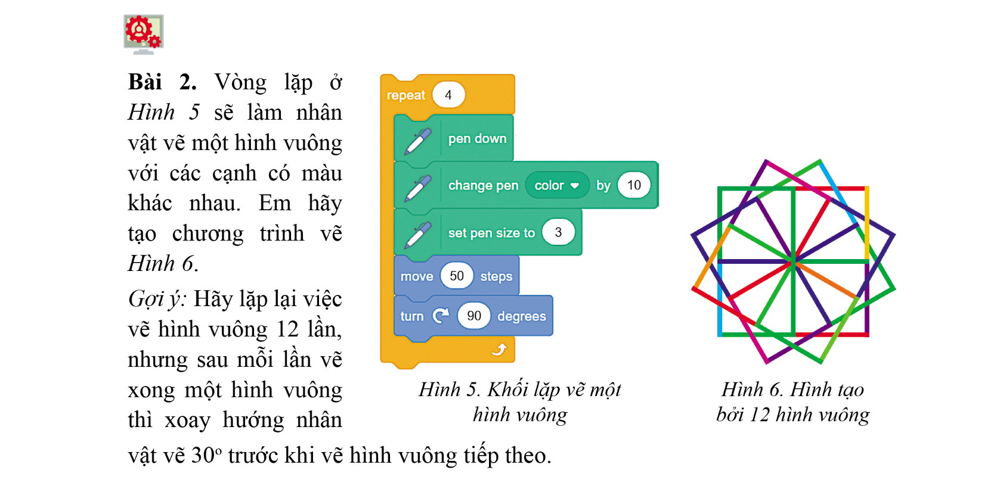 Bài 2. Vòng lặp ở
Hình 5 sẽ làm nhân
vật vẽ một hình vuông
với các cạnh có màu
khác nhau. Em hãy
tạo chương trình vẽ
Hình 6.
Gợi ý: Hãy lặp lại việc
vẽ hình vuông 12 lần,
nhưng sau mỗi lần vẽ
xong một hình vuông
thì xoay hướng nhân
vật vẽ 30º trước khi vẽ hình vuông tiếp theo.
repeat 4
pen down
change pen color by 10
set pen size to 3
move 50 steps
turn 90 degrees
Hình 5. Khối lặp vẽ một
hình vuông
Hình 6. Hình tạo
bởi 12 hình vuông